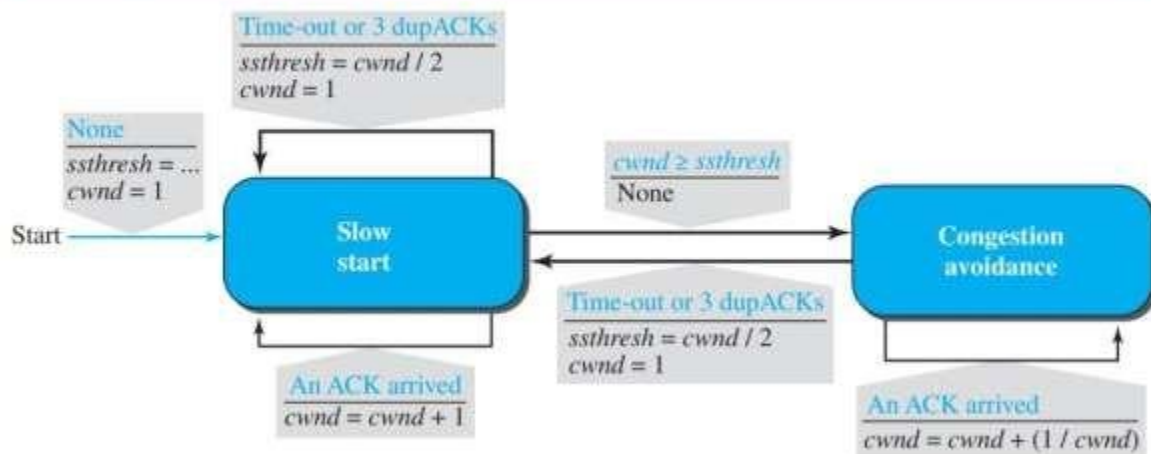 Time-out or 3 dupACKs
ssthresh = cwnd / 2
cwnd = 1
None
ssthresh = ...
cwnd = 1
Start
Slow
start
cwnd ≥ ssthresh
None
Congestion
avoidance
Time-out or 3 dupACKs
ssthresh = cwnd / 2
cwnd = 1
An ACK arrived
cwnd = cwnd + 1
An ACK arrived
cwnd = cwnd + (1 / cwnd)